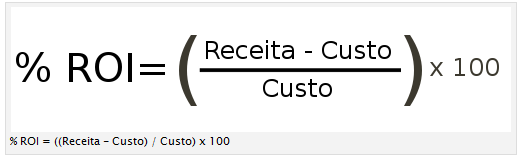 % ROI= ( Receita - Custo
Custo ) x 100
% ROI = ((Receita – Custo) / Custo) x 100